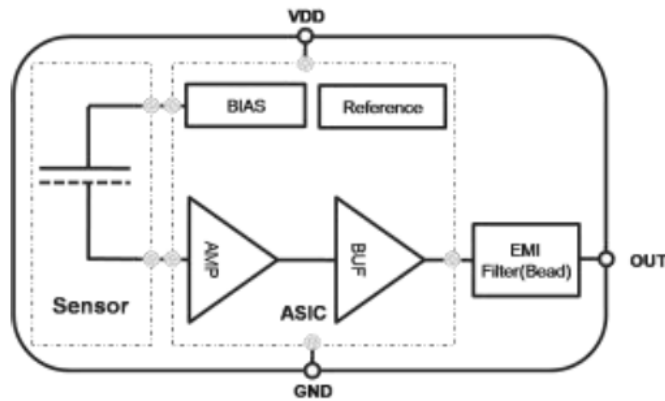 VDD
BIAS
Reference
AMP
BUF
EMI
Filter(Bead)
OUT
Sensor
ASIC
GND